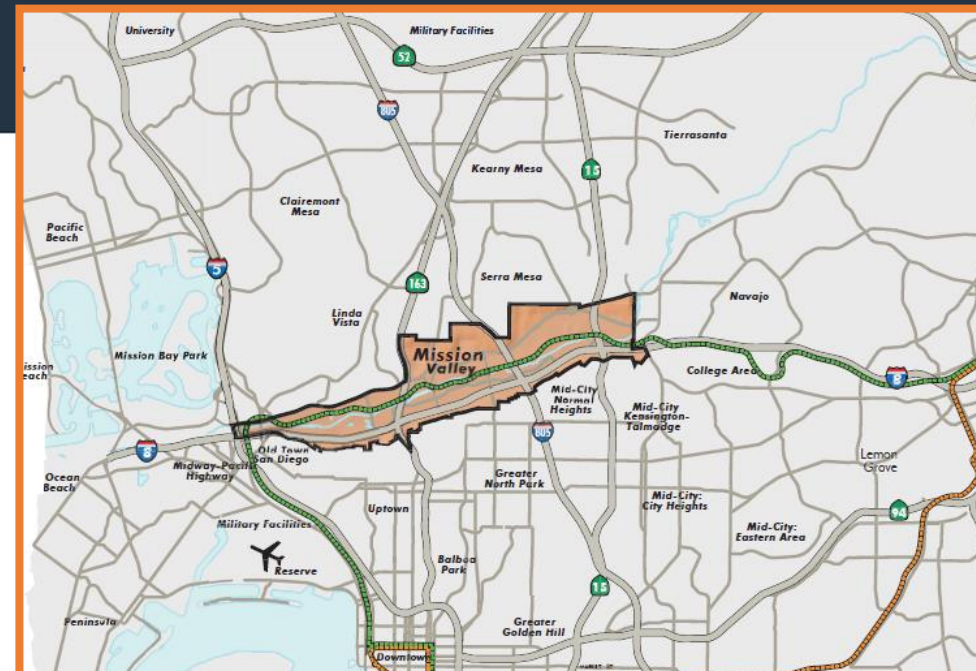 University
Military Facilities
52
805
Tierrasanta
Kearny Mesa
15
Clairemont
Mesa
Pacific
Beach
5
163
Serra Mesa
Navajo
Linda
Vista
Mission Bay Park
Mission
Valley
ission
each
College Area
8
Mid-City
Normal
Heights
Mid-City
Kensington-
Talmadge
805
8
Old Town
San Diego
Midway-Pacific
Highway
Ocean
Beach
Lemon
Grove
Greater
North Park
Uptown
Mid-City:
City Heights
94
Military Facilities
Mid-City:
Eastern Area
Balboa
Park
Reserve
15
Peninsula
Greater
Golden Hill
Downtown